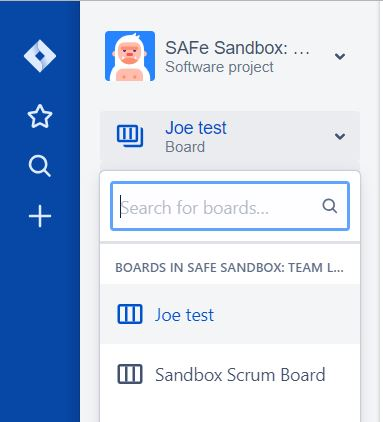 SAFe Sandbox: ...
Software project
Joe test
Board
Search for boards...
BOARDS IN SAFE SANDBOX: TEAM L...
Joe test
Sandbox Scrum Board